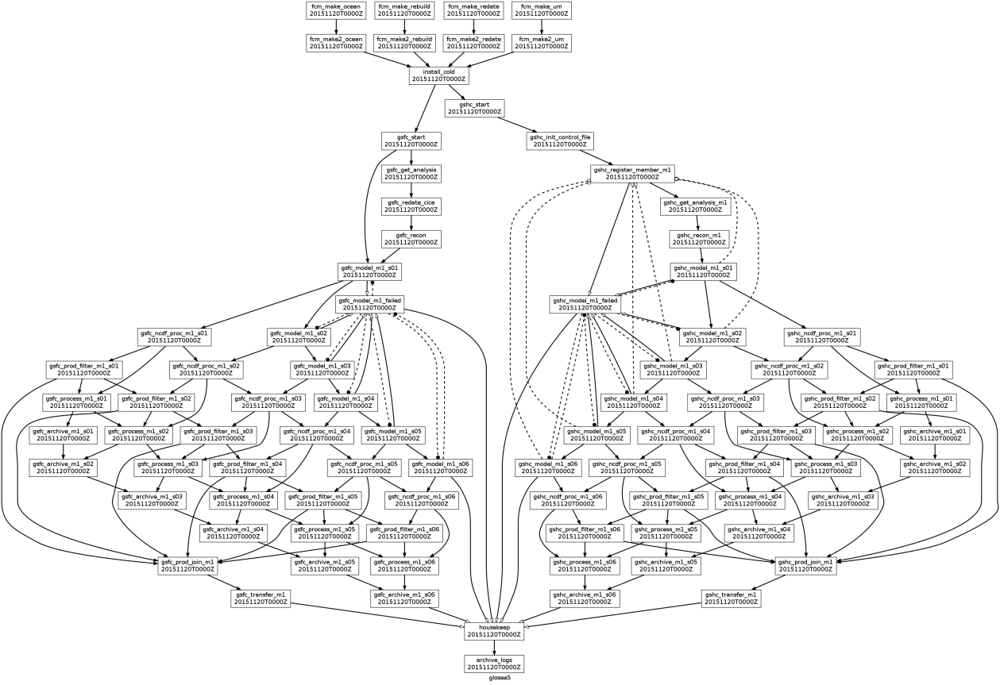 fcm_make_ocean
20151120T0000Z
fcm_make_rebuild
20151120T0000Z
fcm_make_redate
20151120T0000Z
fcm_make_um
20151120T0000Z
fcm_make2_ocean
20151120T0000Z
fcm_make2_rebuild
20151120T0000Z
fcm_make2_redate
20151120T0000Z
fcm_make2_um
20151120T0000Z
install_cold
20151120T0000Z
gshc_start
20151120T0000Z
gsfc_start
20151120T0000Z
gshc_init_control_file
20151120T0000Z
gsfc_get_analysis
20151120T0000Z
gshc_register_member_m1
20151120T0000Z
gsfc_redate_cice
20151120T0000Z
gshc_get_analysis_m1
20151120T0000Z
gsfc_recon
20151120T0000Z
gshc_recon_m1
20151120T0000Z
gsfc_model_m1_s01
20151120T0000Z
gshc_model_m1_s01
20151120T0000Z
gsfc_model_m1_failed
20151120T0000Z
gshc_model_m1_failed
20151120T0000Z
gsfc_ncdf_proc_m1_s01
20151120T0000Z
gsfc_model_m1_s02
20151120T0000Z
gshc_model_m1_s02
20151120T0000Z
gshc_ncdf_proc_m1_s01
20151120T0000Z
gsfc_prod_filter_m1_s01
20151120T0000Z
gsfc_ncdf_proc_m1_s02
20151120T0000Z
gsfc_model_m1_s03
20151120T0000Z
gshc_model_m1_s03
20151120T0000Z
gshc_ncdf_proc_m1_s02
20151120T0000Z
gshc_prod_filter_m1_s01
20151120T0000Z
gsfc_process_m1_s01
20151120T0000Z
gsfc_prod_filter_m1_s02
20151120T0000Z
gsfc_ncdf_proc_m1_s03
20151120T0000Z
gsfc_model_m1_s04
20151120T0000Z
gshc_model_m1_s04
20151120T0000Z
gshc_ncdf_proc_m1_s03
20151120T0000Z
gshc_prod_filter_m1_s02
20151120T0000Z
gshc_process_m1_s01
20151120T0000Z
gsfc_archive_m1_s01
20151120T0000Z
gsfc_process_m1_s02
20151120T0000Z
gsfc_prod_filter_m1_s03
20151120T0000Z
gsfc_ncdf_proc_m1_s04
20151120T0000Z
gsfc_model_m1_s05
20151120T0000Z
gshc_model_m1_s05
20151120T0000Z
gshc_ncdf_proc_m1_s04
20151120T0000Z
gshc_prod_filter_m1_s03
20151120T0000Z
gshc_process_m1_s02
20151120T0000Z
gshc_archive_m1_s01
20151120T0000Z
gsfc_archive_m1_s02
20151120T0000Z
gsfc_process_m1_s03
20151120T0000Z
gsfc_prod_filter_m1_s04
20151120T0000Z
gsfc_ncdf_proc_m1_s05
20151120T0000Z
gsfc_model_m1_s06
20151120T0000Z
gshc_model_m1_s06
20151120T0000Z
gshc_ncdf_proc_m1_s05
20151120T0000Z
gshc_prod_filter_m1_s04
20151120T0000Z
gshc_process_m1_s03
20151120T0000Z
gshc_archive_m1_s02
20151120T0000Z
gsfc_archive_m1_s03
20151120T0000Z
gsfc_process_m1_s04
20151120T0000Z
gsfc_prod_filter_m1_s05
20151120T0000Z
gsfc_ncdf_proc_m1_s06
20151120T0000Z
gshc_ncdf_proc_m1_s06
20151120T0000Z
gshc_prod_filter_m1_s05
20151120T0000Z
gshc_process_m1_s04
20151120T0000Z
gshc_archive_m1_s03
20151120T0000Z
gsfc_archive_m1_s04
20151120T0000Z
gsfc_process_m1_s05
20151120T0000Z
gsfc_prod_filter_m1_s06
20151120T0000Z
gshc_prod_filter_m1_s06
20151120T0000Z
gshc_process_m1_s05
20151120T0000Z
gshc_archive_m1_s04
20151120T0000Z
gsfc_prod_join_m1
20151120T0000Z
gsfc_archive_m1_s05
20151120T0000Z
gsfc_process_m1_s06
20151120T0000Z
gshc_process_m1_s06
20151120T0000Z
gshc_archive_m1_s05
20151120T0000Z
gshc_prod_join_m1
20151120T0000Z
gsfc_transfer_m1
20151120T0000Z
gsfc_archive_m1_s06
20151120T0000Z
gshc_archive_m1_s06
20151120T0000Z
gshc_transfer_m1
20151120T0000Z
housekeep
20151120T0000Z
archive_logs
20151120T0000Z
glosea5